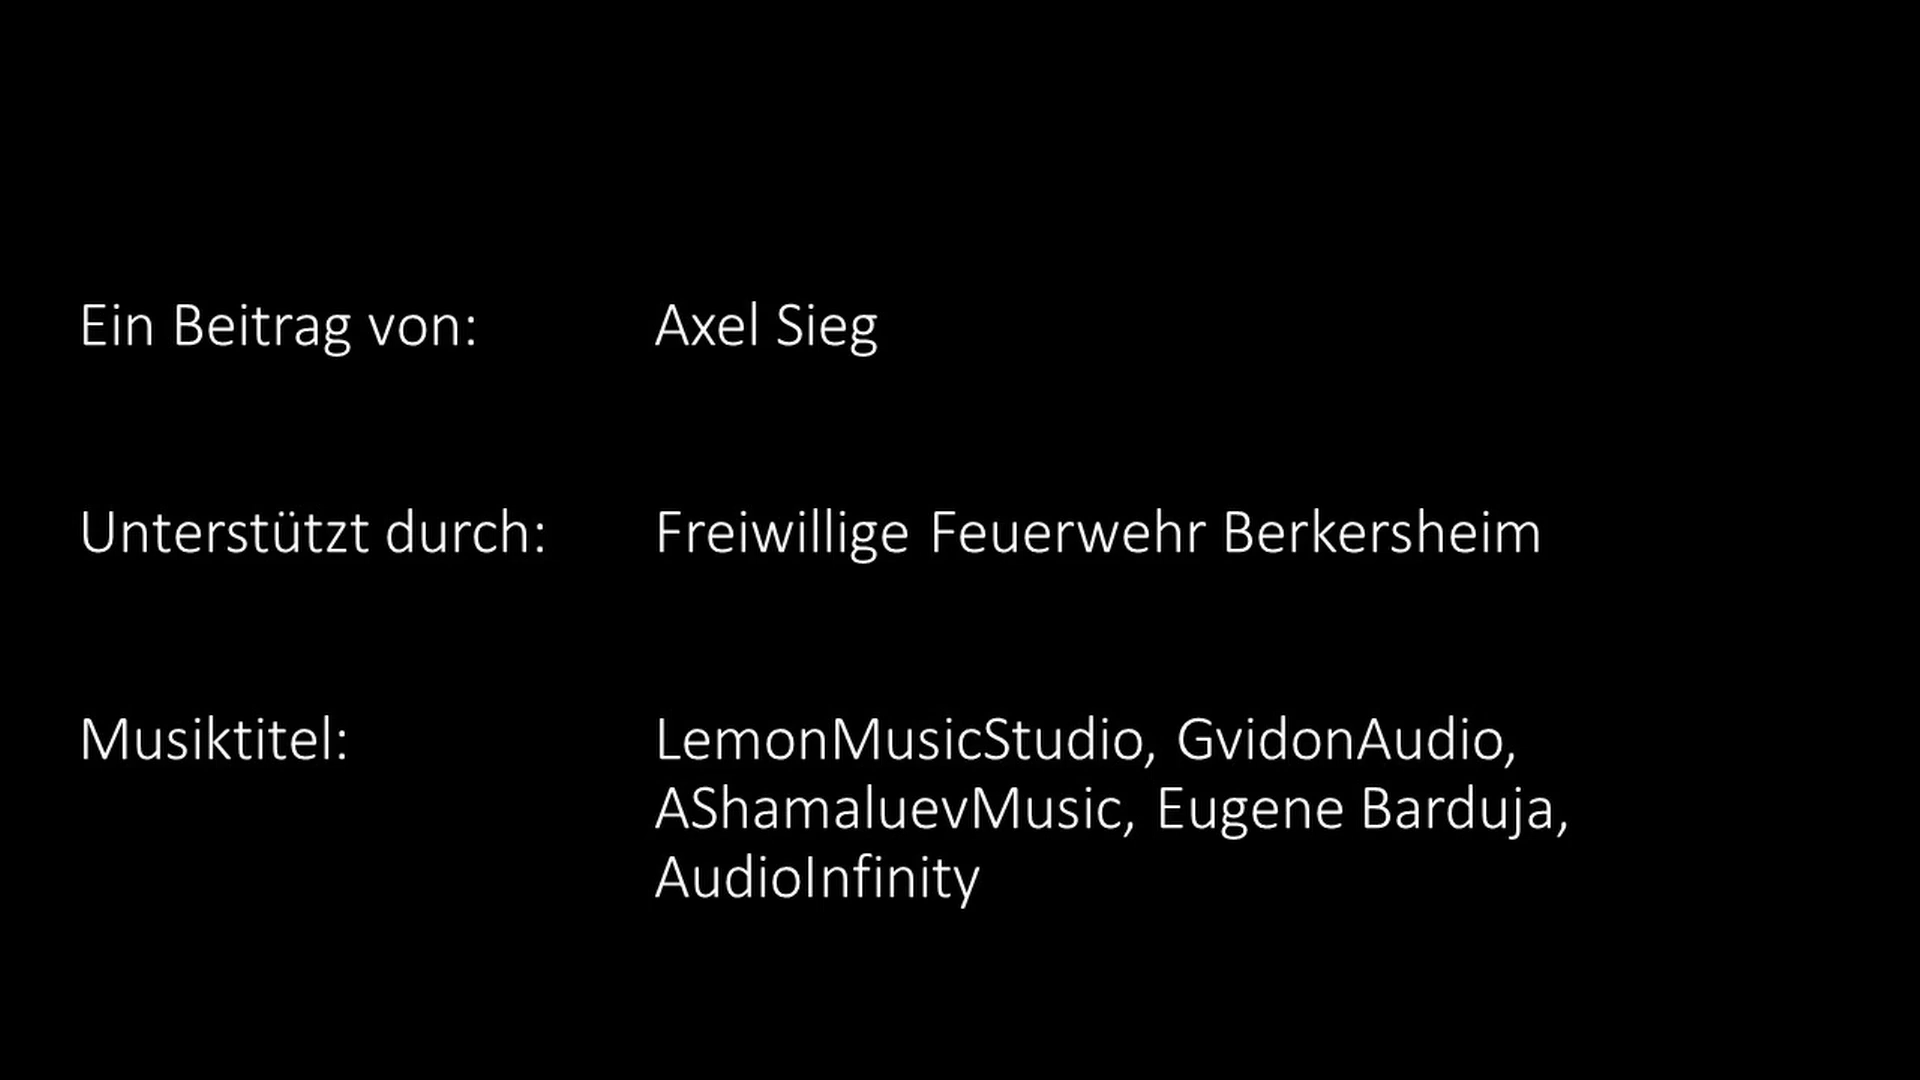 Ein Beitrag von: Axel Sieg
Unterstützt durch: Freiwillige Feuerwehr Berkersheim
Musiktitel: LemonMusicStudio, GvidonAudio,
AShamaluevMusic, Eugene Barduja,
AudioInfinity